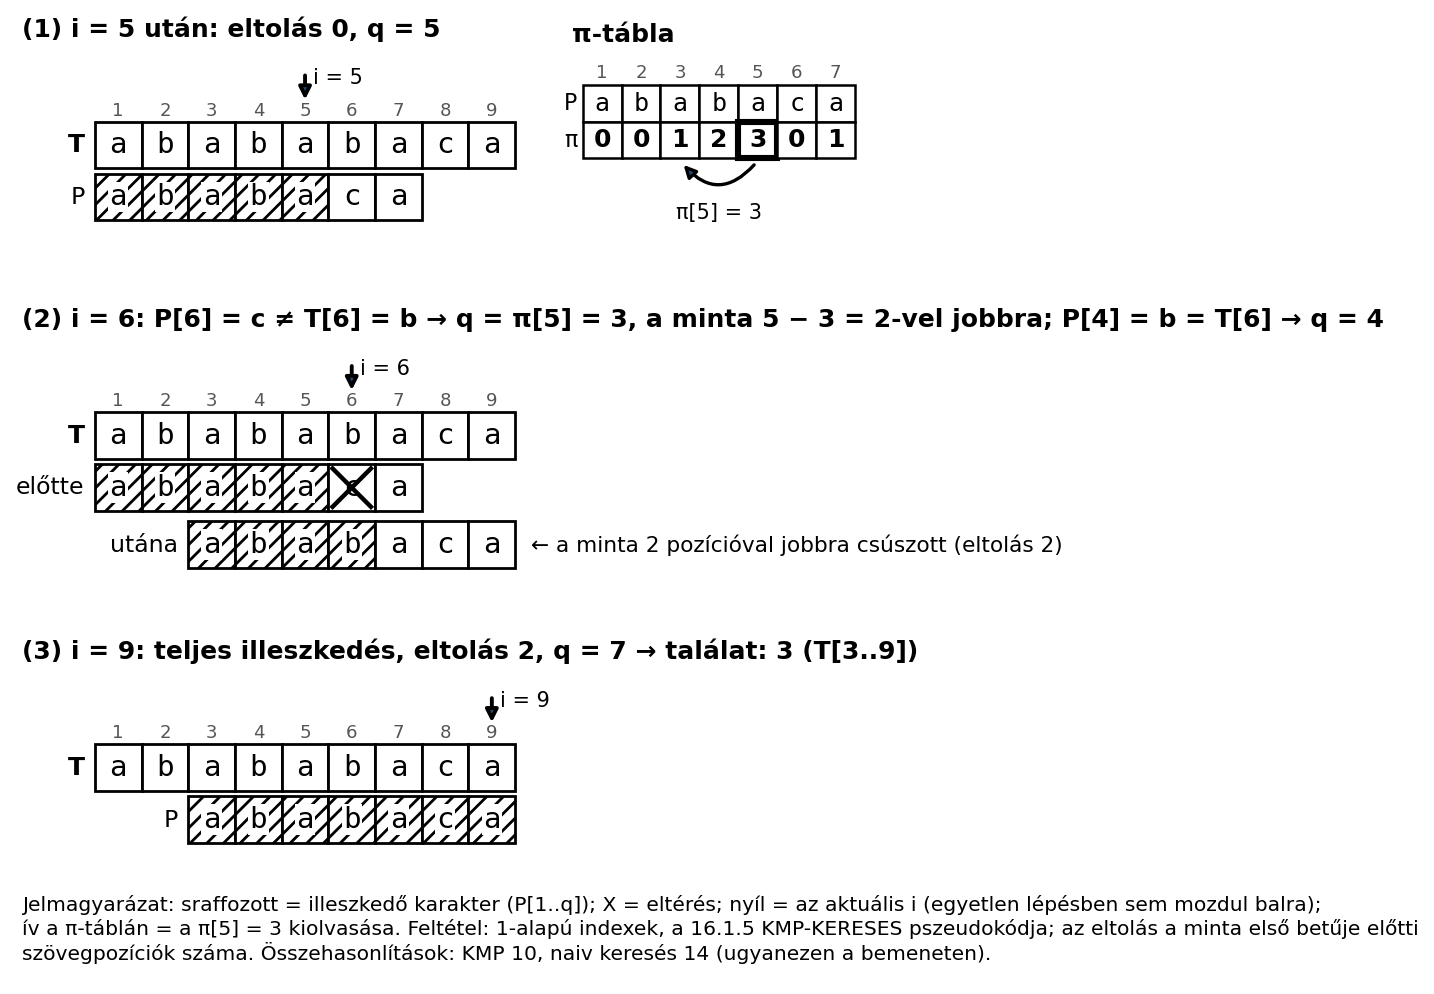 (1) i = 5 után: eltolás 0, q = 5
π-tábla
i = 5
1 2 3 4 5 6 7
1 2 3 4 5 6 7 8 9
P a b a b a c a
T a b a b a b a c a
π 0 0 1 2 3 0 1
P a b a b a c a
π[5] = 3
(2) i = 6: P[6] = c ≠ T[6] = b → q = π[5] = 3, a minta 5 − 3 = 2-vel jobbra; P[4] = b = T[6] → q = 4
i = 6
1 2 3 4 5 6 7 8 9
T a b a b a b a c a
előtte a b a b a c a
utána a b a b a c a ← a minta 2 pozícióval jobbra csúszott (eltolás 2)
(3) i = 9: teljes illeszkedés, eltolás 2, q = 7 → találat: 3 (T[3..9])
i = 9
1 2 3 4 5 6 7 8 9
T a b a b a b a c a
P a b a b a c a
Jelmagyarázat: sraffozott = illeszkedő karakter (P[1..q]); X = eltérés; nyíl = az aktuális i (egyetlen lépésben sem mozdul balra);
ív a π-táblán = a π[5] = 3 kiolvasása. Feltétel: 1-alapú indexek, a 16.1.5 KMP-KERESES pszeudokódja; az eltolás a minta első betűje előtti
szövegpozíciók száma. Összehasonlítások: KMP 10, naiv keresés 14 (ugyanezen a bemeneten).